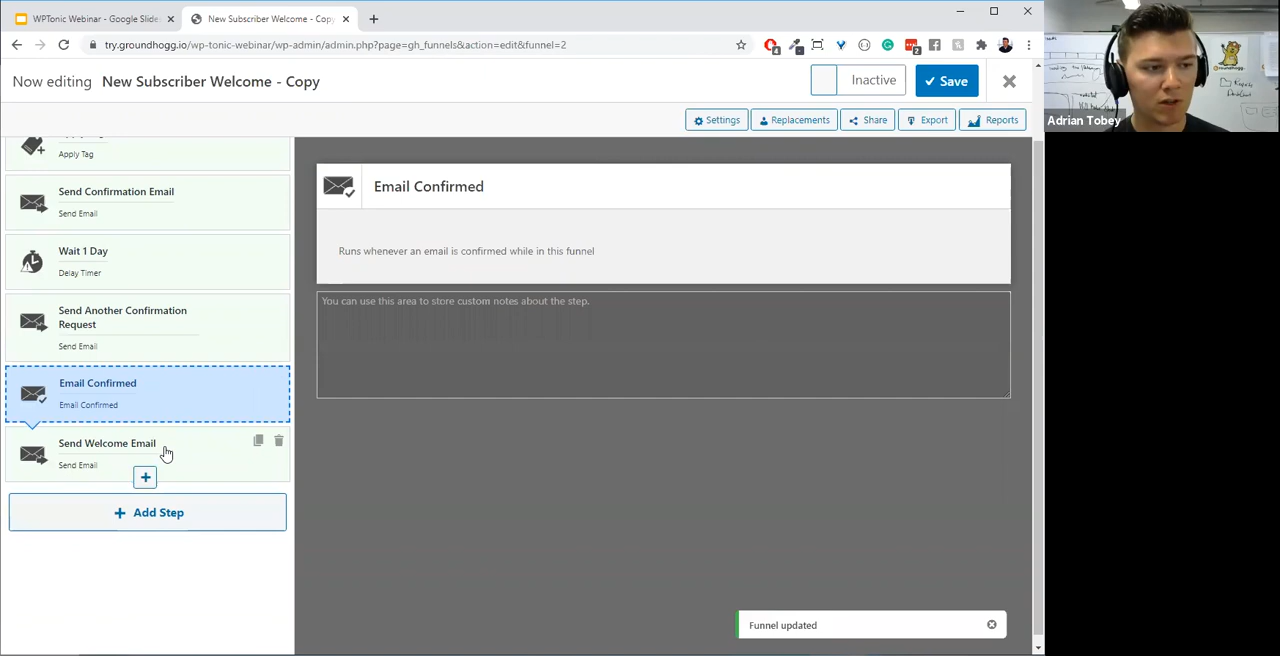 WPTonic Webinar - Google Slide
New Subscriber Welcome - Copy
try.groundhogg.io/wp-tonic-webinar/wp-admin/admin.php?page=gh_funnels&action=edit&funnel=2
Now editing New Subscriber Welcome - Copy
Inactive
Save
Settings
Replacements
Share
Export
Reports
Apply Tag
Send Confirmation Email
Send Email
Wait 1 Day
Delay Timer
Send Another Confirmation
Request
Send Email
Email Confirmed
Email Confirmed
Send Welcome Email
Send Email
Add Step
Email Confirmed
Runs whenever an email is confirmed while in this funnel
You can use this area to store custom notes about the step.
Funnel updated
Adrian Tobey